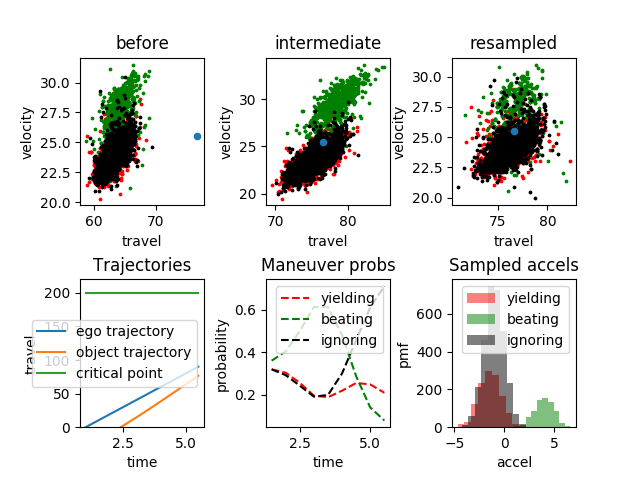 before
intermediate
resampled
30.0
27.5
25.0
22.5
20.0
velocity
60
70
travel
30
25
20
velocity
70
80
travel
30.0
27.5
25.0
22.5
20.0
velocity
75
80
travel
Trajectories
Maneuver probs
Sampled accels
200
150
100
50
0
travel
ego trajectory
object trajectory
critical point
2.5
5.0
time
0.6
0.4
0.2
probability
yielding
beating
ignoring
2.5
5.0
time
600
400
200
0
pmf
yielding
beating
ignoring
−5
0
5
accel